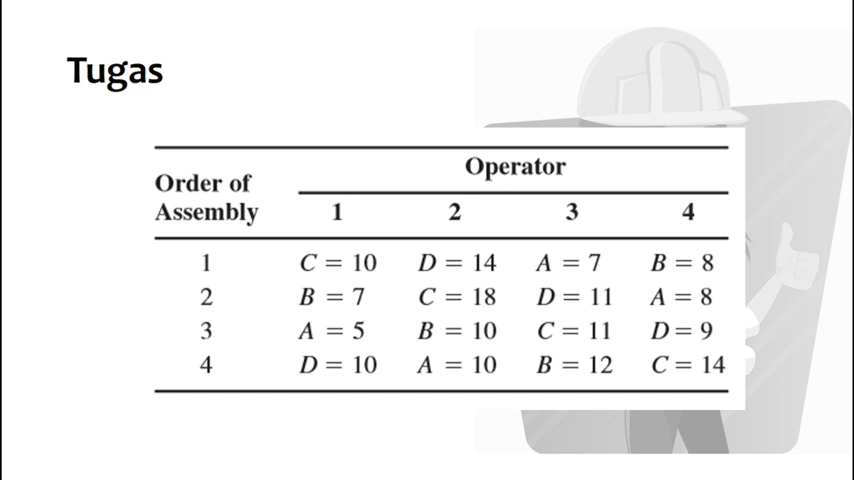 Tugas
Operator
Order of
Assembly 1 2 3 4
1 C = 10 D = 14 A = 7 B = 8
2 B = 7 C = 18 D = 11 A = 8
3 A = 5 B = 10 C = 11 D = 9
4 D = 10 A = 10 B = 12 C = 14